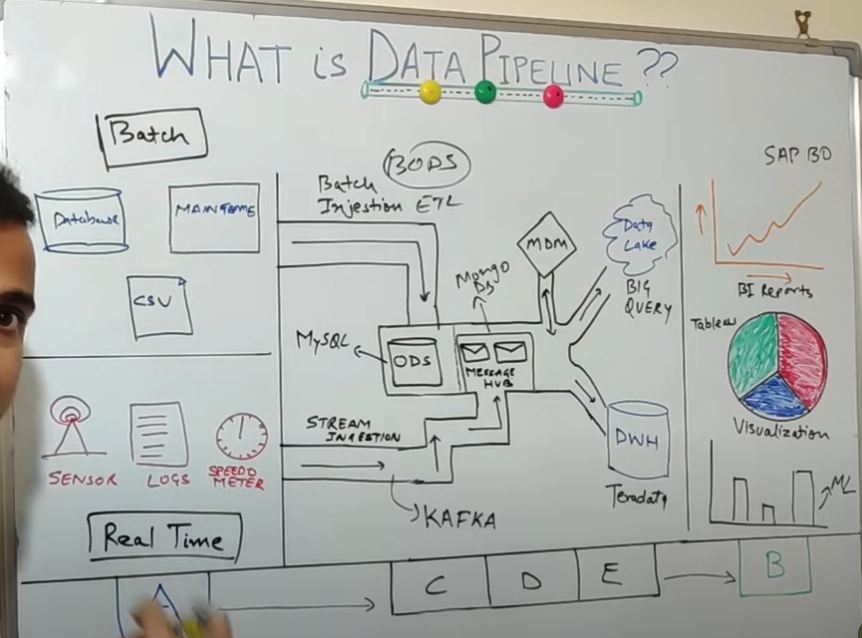 WHAT is DATA PIPELINE ??
Batch
Database
MAINFRAME
CSV
SENSOR
LOGS
SPEEDO
METER
Real Time
BODS
Batch
Injestion ETL
MySQL
ODS
Mongo
DB
MESSAGE
HUB
STREAM
INGESTION
KAFKA
MDM
Data
Lake
BIG
QUERY
DWH
Teradata
SAP BO
BI Reports
Tableau
Visualization
ML
A
C
D
E
B